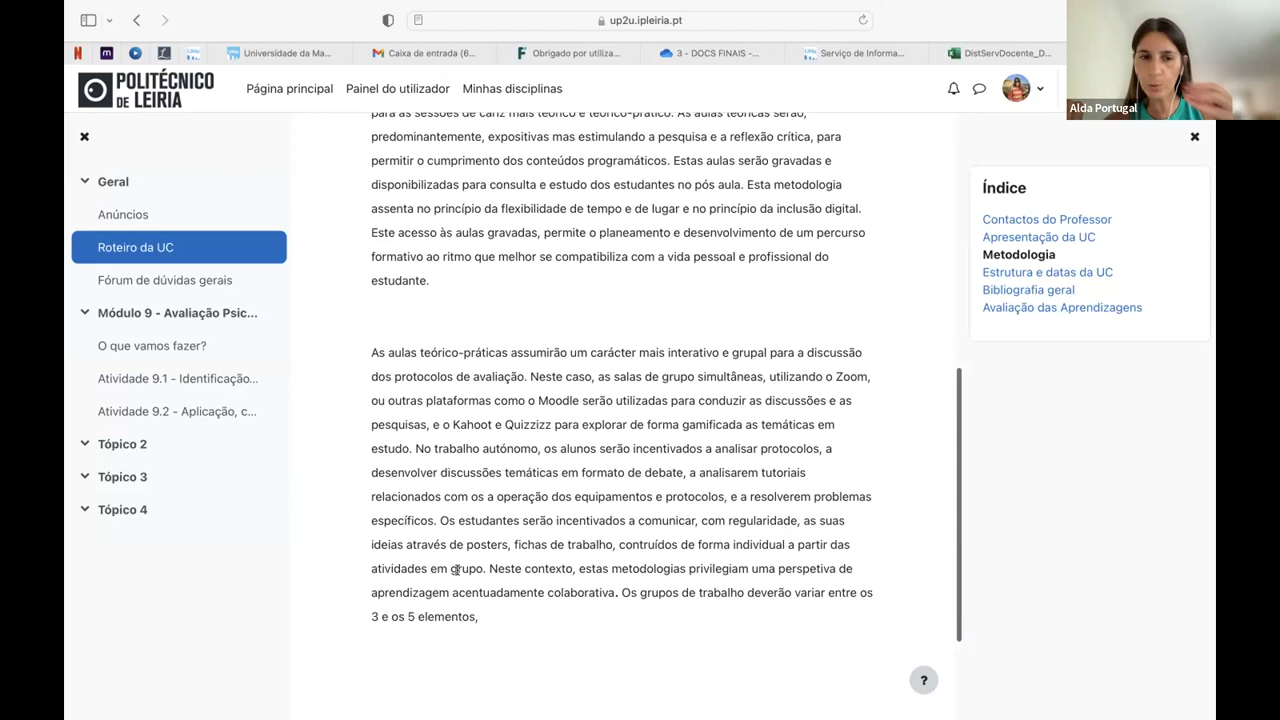 up2u.ipleiria.pt
Universidade da Ma...
Caixa de entrada (6...
Obrigado por utiliza...
3 - DOCS FINAIS -...
Serviço de Informa...
DistServDocente_D...
POLITÉCNICO
DE LEIRIA
Página principal
Painel do utilizador
Minhas disciplinas
Alda Portugal
Geral
Anúncios
Roteiro da UC
Fórum de dúvidas gerais
Módulo 9 - Avaliação Psic...
O que vamos fazer?
Atividade 9.1 - Identificação...
Atividade 9.2 - Aplicação, c...
Tópico 2
Tópico 3
Tópico 4
para as sessões de cariz mais teórico e teórico-prático. As aulas teóricas serão,
predominantemente, expositivas mas estimulando a pesquisa e a reflexão crítica, para
permitir o cumprimento dos conteúdos programáticos. Estas aulas serão gravadas e
disponibilizadas para consulta e estudo dos estudantes no pós aula. Esta metodologia
assenta no princípio da flexibilidade de tempo e de lugar e no princípio da inclusão digital.
Este acesso às aulas gravadas, permite o planeamento e desenvolvimento de um percurso
formativo ao ritmo que melhor se compatibiliza com a vida pessoal e profissional do
estudante.
As aulas teórico-práticas assumirão um carácter mais interativo e grupal para a discussão
dos protocolos de avaliação. Neste caso, as salas de grupo simultâneas, utilizando o Zoom,
ou outras plataformas como o Moodle serão utilizadas para conduzir as discussões e as
pesquisas, e o Kahoot e Quizzizz para explorar de forma gamificada as temáticas em
estudo. No trabalho autónomo, os alunos serão incentivados a analisar protocolos, a
desenvolver discussões temáticas em formato de debate, a analisarem tutoriais
relacionados com os a operação dos equipamentos e protocolos, e a resolverem problemas
específicos. Os estudantes serão incentivados a comunicar, com regularidade, as suas
ideias através de posters, fichas de trabalho, contruídos de forma individual a partir das
atividades em grupo. Neste contexto, estas metodologias privilegiam uma perspetiva de
aprendizagem acentuadamente colaborativa. Os grupos de trabalho deverão variar entre os
3 e os 5 elementos,
Índice
Contactos do Professor
Apresentação da UC
Metodologia
Estrutura e datas da UC
Bibliografia geral
Avaliação das Aprendizagens
?